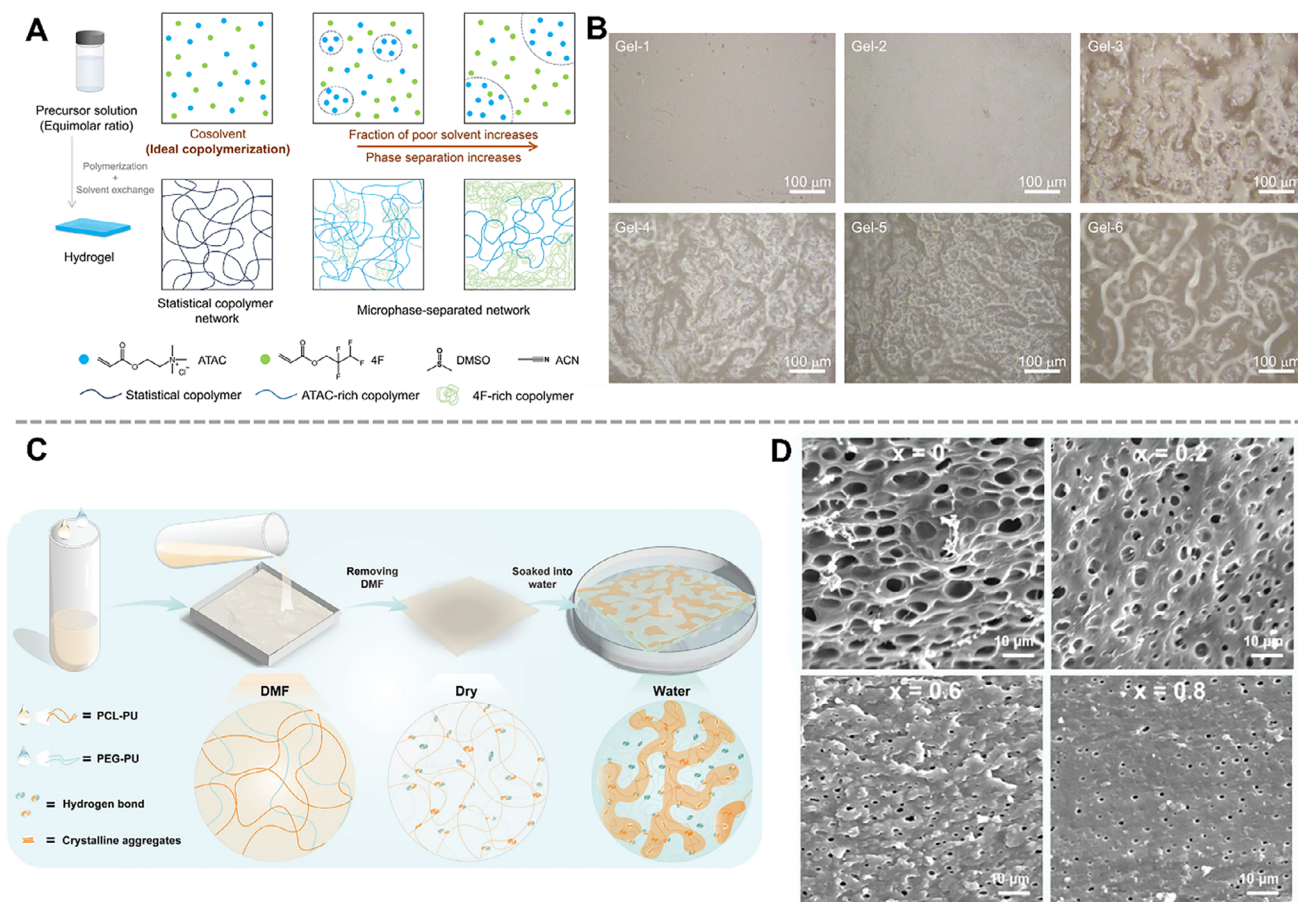 A
Precursor solution
(Equimolar ratio)
Polymerization
+
Solvent exchange
Hydrogel
Cosolvent
(Ideal copolymerization)
Fraction of poor solvent increases
Phase separation increases
Statistical copolymer
network
Microphase-separated network
O
O
N
Cl⁻
ATAC
O
O
F
F
F
F
4F
O
S
DMSO
N
ACN
Statistical copolymer
ATAC-rich copolymer
4F-rich copolymer
B
Gel-1
100 μm
Gel-2
100 μm
Gel-3
100 μm
Gel-4
100 μm
Gel-5
100 μm
Gel-6
100 μm
C
Removing
DMF
Soaked into
water
DMF
Dry
Water
= PCL-PU
= PEG-PU
= Hydrogen bond
= Crystalline aggregates
D
x = 0
10 μm
x = 0.2
10 μm
x = 0.6
10 μm
x = 0.8
10 μm